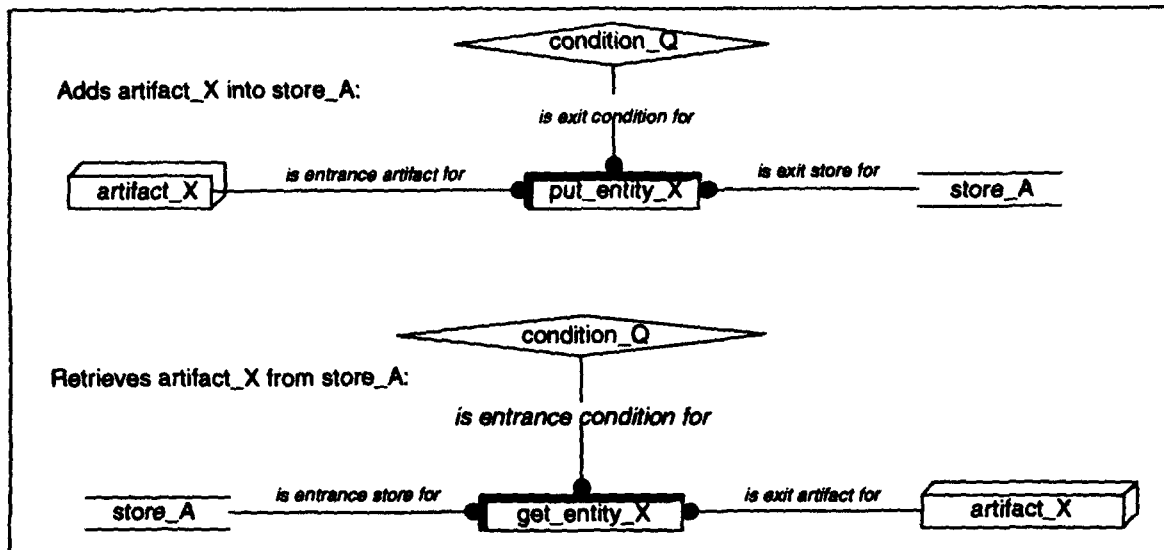 condition_Q
Adds artifact_X into store_A:
is exit condition for
is entrance artifact for
is exit store for
artifact_X
put_entity_X
store_A
condition_Q
Retrieves artifact_X from store_A:
is entrance condition for
is entrance store for
is exit artifact for
store_A
get_entity_X
artifact_X